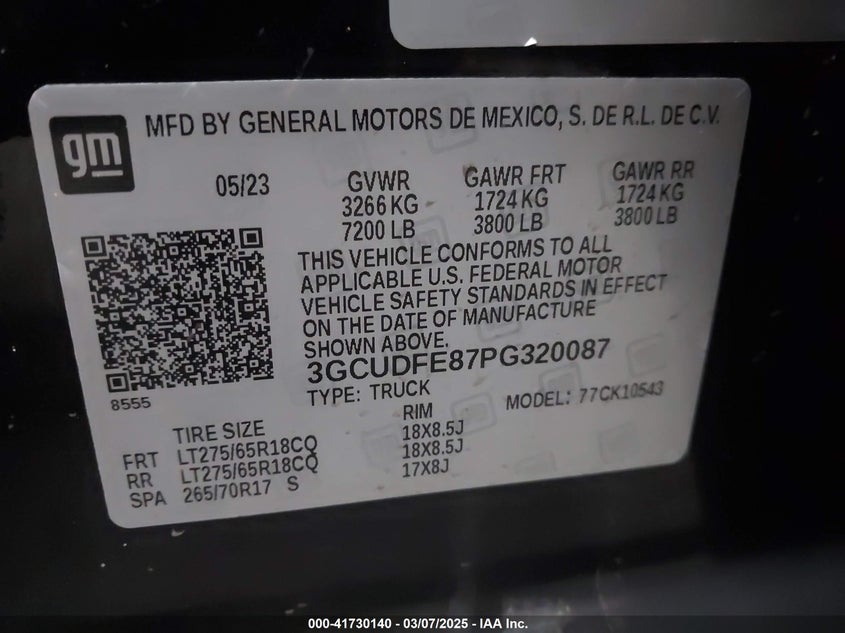 gm
MFD BY GENERAL MOTORS DE MEXICO, S. DE R.L. DE C.V.
05/23 GVWR GAWR FRT GAWR RR
3266 KG 1724 KG 1724 KG
7200 LB 3800 LB 3800 LB
THIS VEHICLE CONFORMS TO ALL
APPLICABLE U.S. FEDERAL MOTOR
VEHICLE SAFETY STANDARDS IN EFFECT
ON THE DATE OF MANUFACTURE
SHOWN ABOVE.
3GCUDFE87PG320087
8555
TYPE: TRUCK MODEL: 77CK10543
TIRE SIZE RIM
FRT LT275/65R18CQ 18X8.5J
RR LT275/65R18CQ 18X8.5J
SPA 265/70R17 S 17X8J
000-41730140 - 03/07/2025 - IAA Inc.